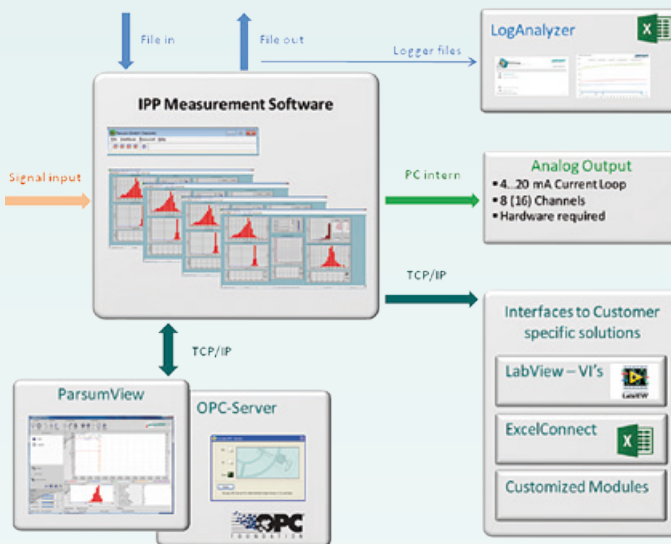 File in
File out
Logger files
LogAnalyzer
IPP Measurement Software
Signal input
PC intern
Analog Output
▪ 4...20 mA Current Loop
▪ 8 (16) Channels
▪ Hardware required
TCP/IP
Interfaces to Customer
specific solutions
LabView – VI's
LabVIEW
ExcelConnect
Customized Modules
TCP/IP
ParsumView
OPC-Server
OPC
FOUNDATION